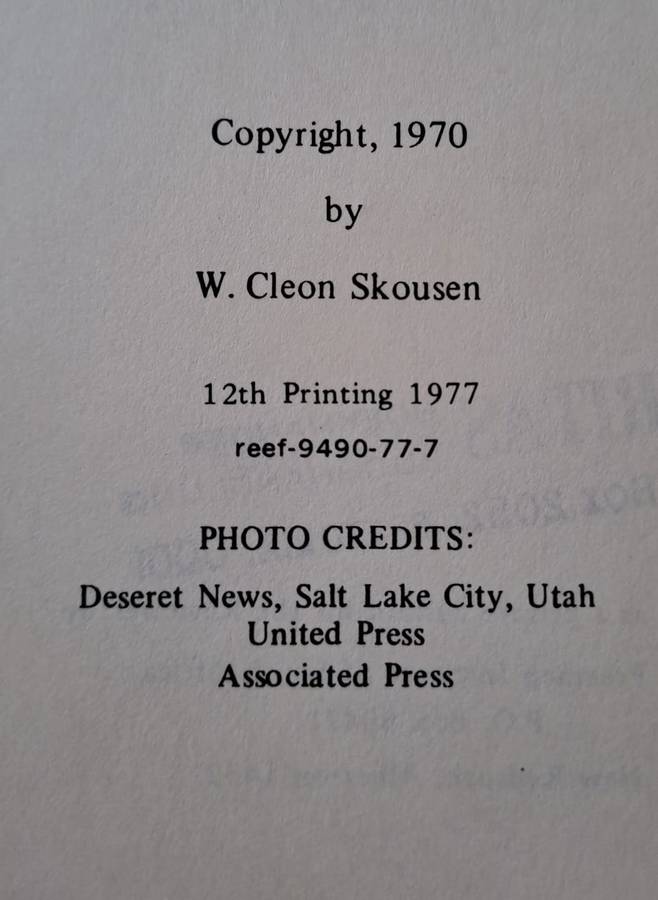 Copyright, 1970
by
W. Cleon Skousen
12th Printing 1977
reef-9490-77-7
PHOTO CREDITS:
Deseret News, Salt Lake City, Utah
United Press
Associated Press